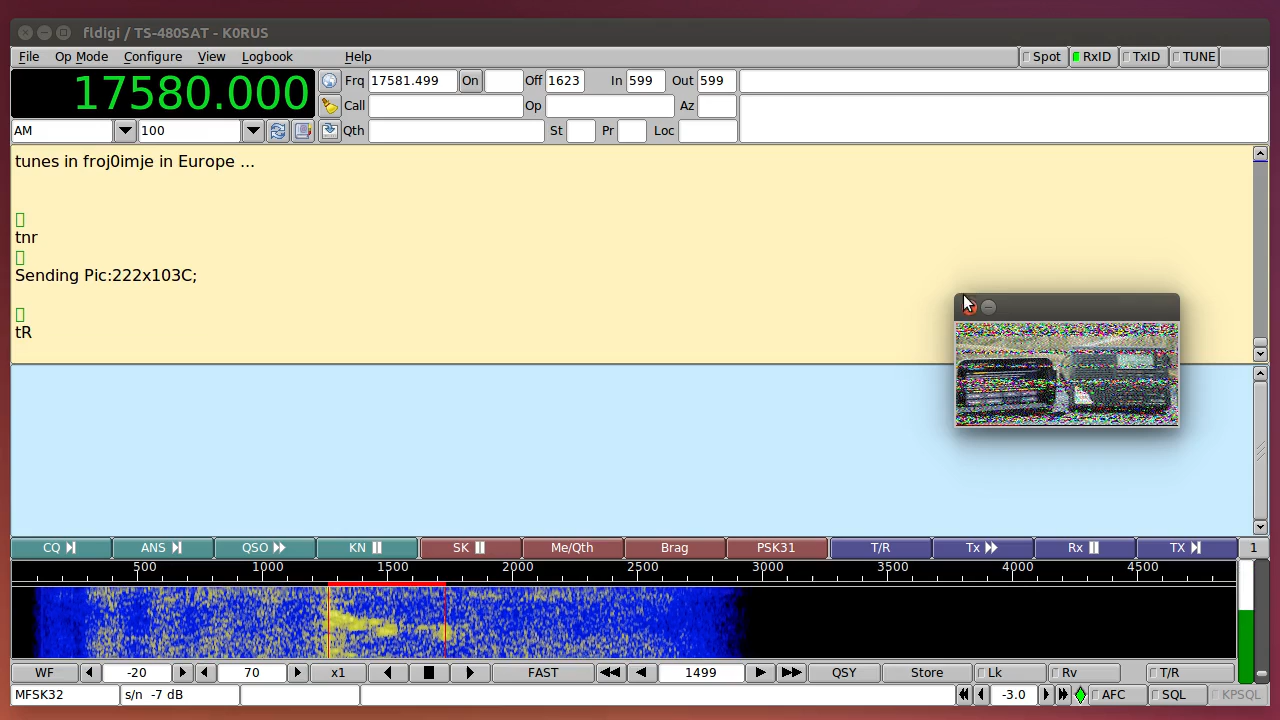 fldigi / TS-480SAT - K0RUS
File Op Mode Configure View Logbook Help Spot RxID TxID TUNE
17580.000 Frq 17581.499 On Off 1623 In 599 Out 599
Call Op Az
AM 100 Qth St Pr Loc
tunes in froj0imje in Europe ...
tnr
Sending Pic:222x103C;
tR
CQ ANS QSO KN SK Me/Qth Brag PSK31 T/R Tx Rx TX 1
500 1000 1500 2000 2500 3000 3500 4000 4500
WF -20 70 x1 FAST 1499 QSY Store Lk Rv T/R
MFSK32 s/n -7 dB -3.0 AFC SQL KPSQL